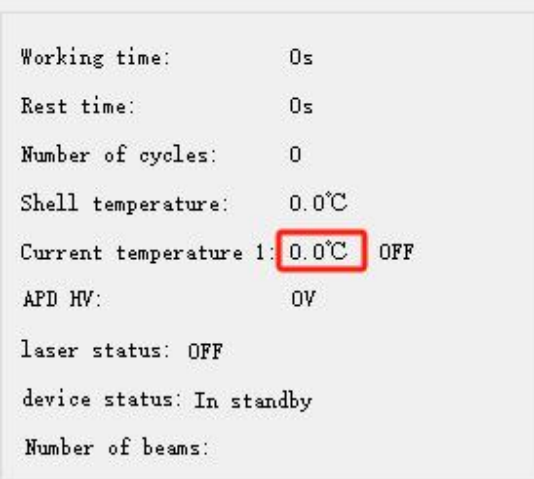 Working time: 0s
Rest time: 0s
Number of cycles: 0
Shell temperature: 0.0℃
Current temperature 1: 0.0℃ OFF
APD HV: 0V
laser status: OFF
device status: In standby
Number of beams: